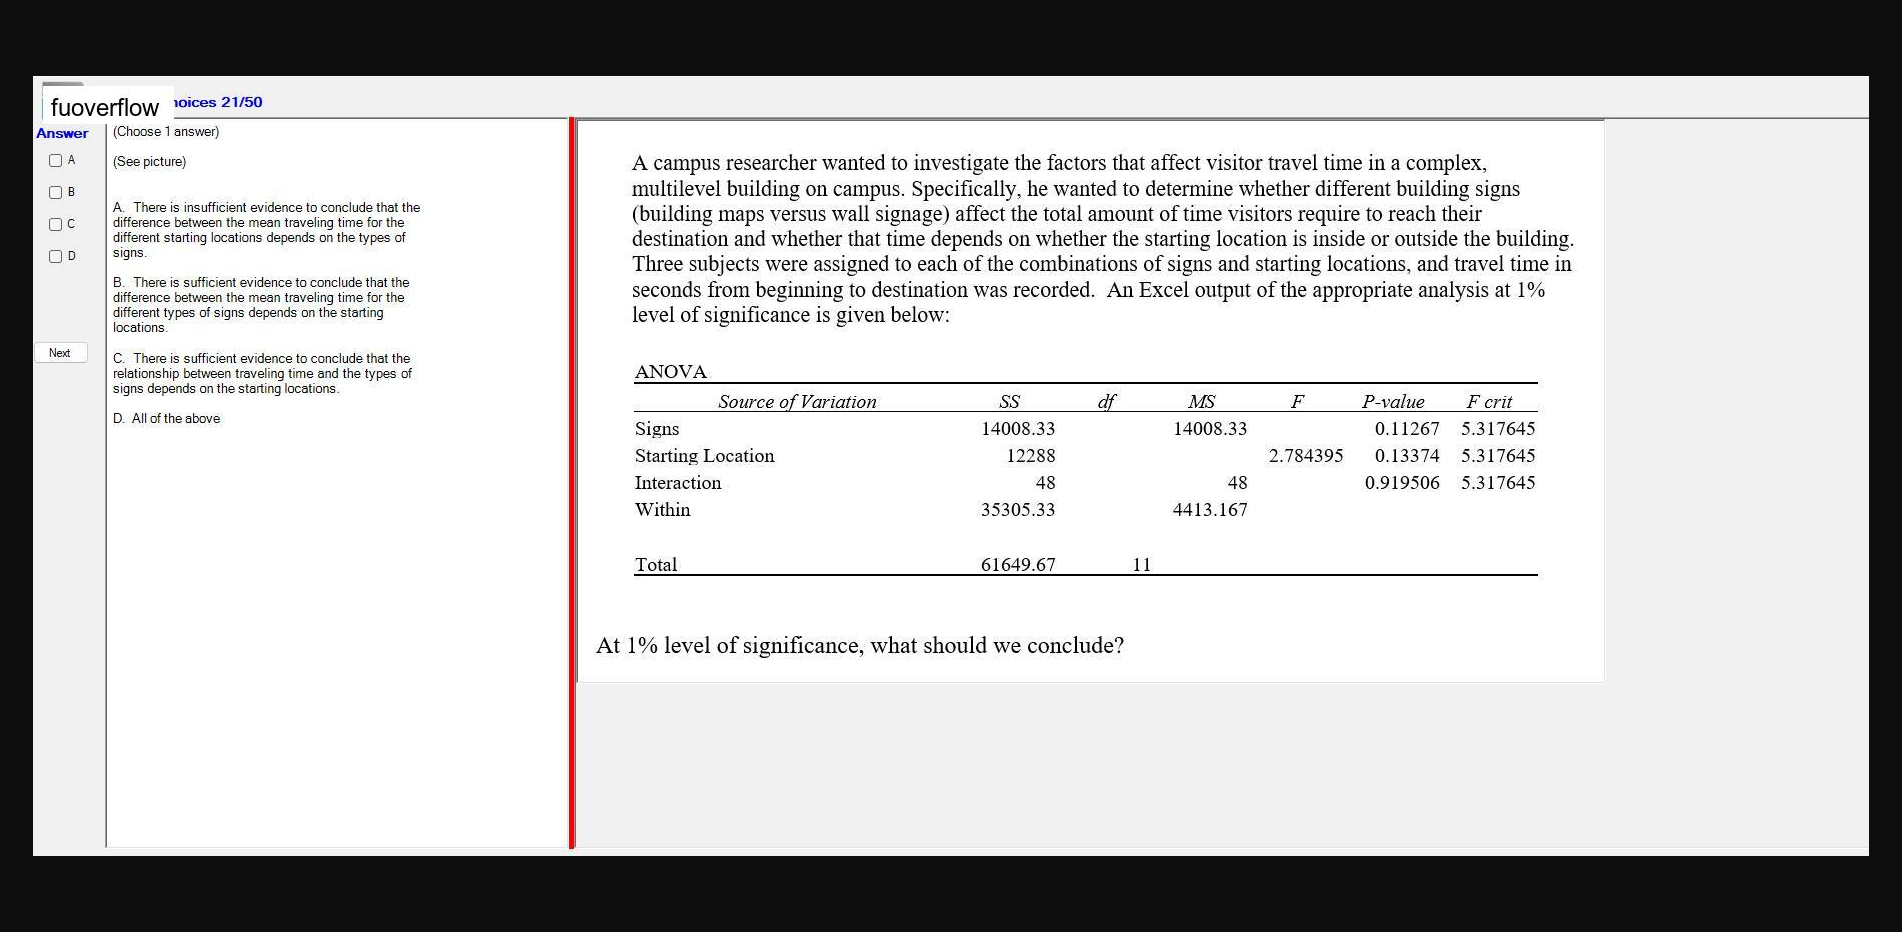 fuoverflow
hoices 21/50
Answer
(Choose 1 answer)
A
(See picture)
B
C
D
A. There is insufficient evidence to conclude that the
difference between the mean traveling time for the
different starting locations depends on the types of
signs.
B. There is sufficient evidence to conclude that the
difference between the mean traveling time for the
different types of signs depends on the starting
locations.
Next
C. There is sufficient evidence to conclude that the
relationship between traveling time and the types of
signs depends on the starting locations.
D. All of the above
A campus researcher wanted to investigate the factors that affect visitor travel time in a complex,
multilevel building on campus. Specifically, he wanted to determine whether different building signs
(building maps versus wall signage) affect the total amount of time visitors require to reach their
destination and whether that time depends on whether the starting location is inside or outside the building.
Three subjects were assigned to each of the combinations of signs and starting locations, and travel time in
seconds from beginning to destination was recorded. An Excel output of the appropriate analysis at 1%
level of significance is given below:
ANOVA
Source of Variation SS df MS F P-value F crit
Signs 14008.33 14008.33 0.11267 5.317645
Starting Location 12288 2.784395 0.13374 5.317645
Interaction 48 48 0.919506 5.317645
Within 35305.33 4413.167
Total 61649.67 11
At 1% level of significance, what should we conclude?